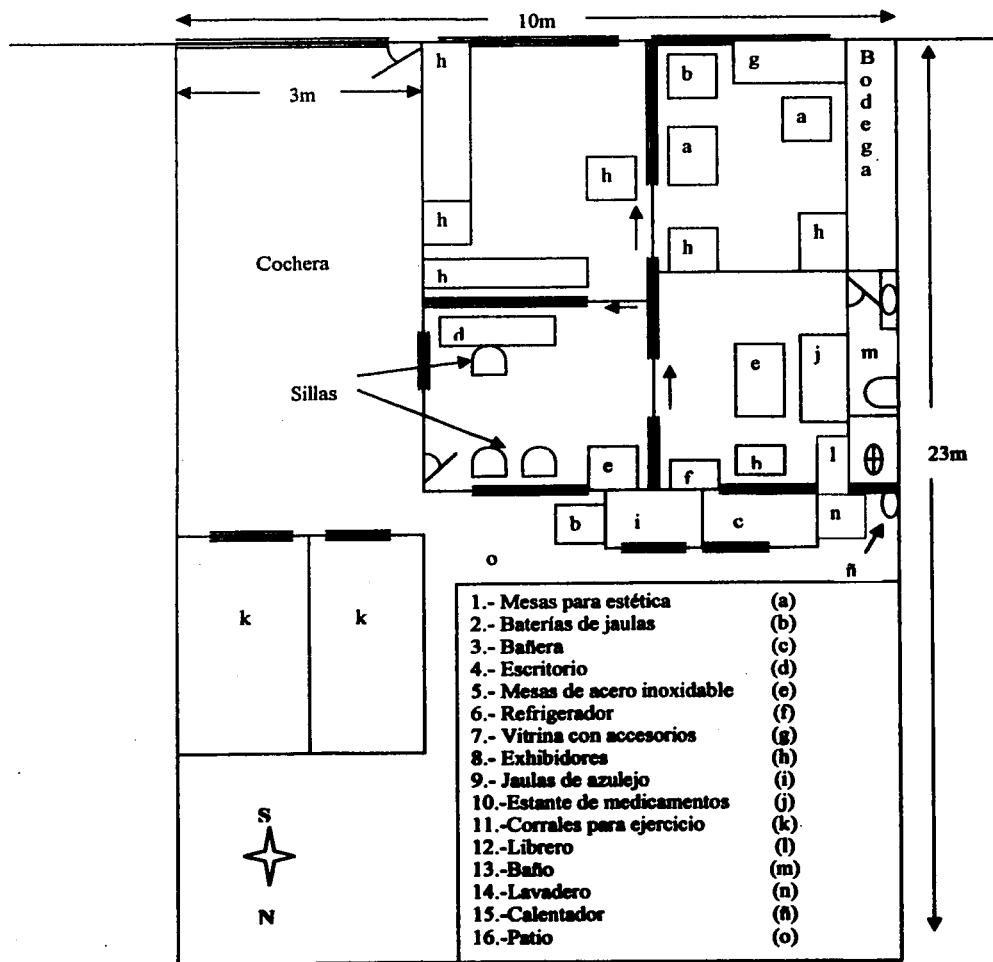 10m
3m
h
b
g
Bodega
a
a
h
h
h
h
h
Cochera
d
e
j
m
Sillas
e
f
h
l
23m
b
i
c
n
ñ
o
k
k
1.- Mesas para estética (a)
2.- Baterías de jaulas (b)
3.- Bañera (c)
4.- Escritorio (d)
5.- Mesas de acero inoxidable (e)
6.- Refrigerador (f)
7.- Vitrina con accesorios (g)
8.- Exhibidores (h)
9.- Jaulas de azulejo (i)
10.-Estante de medicamentos (j)
11.-Corrales para ejercicio (k)
12.-Librero (l)
13.-Baño (m)
14.-Lavadero (n)
15.-Calentador (ñ)
16.-Patio (o)
S
N